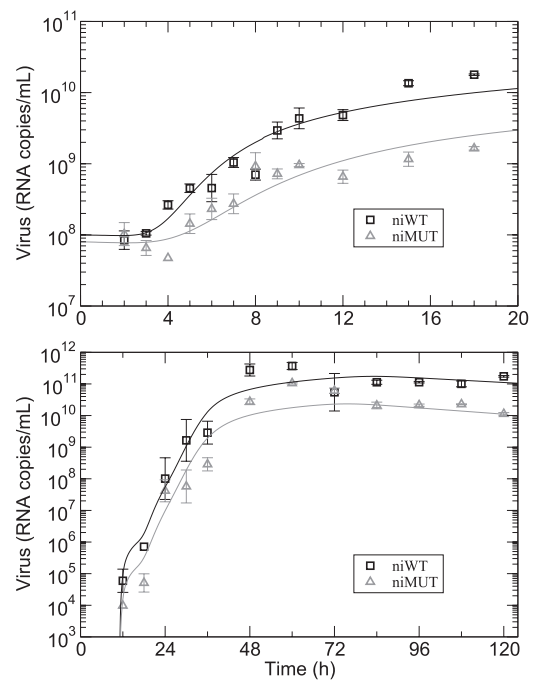 10^11
10^10
10^9
10^8
10^7
Virus (RNA copies/mL)
niWT
niMUT
0 4 8 12 16 20
10^12
10^11
10^10
10^9
10^8
10^7
10^6
10^5
10^4
10^3
Virus (RNA copies/mL)
niWT
niMUT
0 24 48 72 96 120
Time (h)